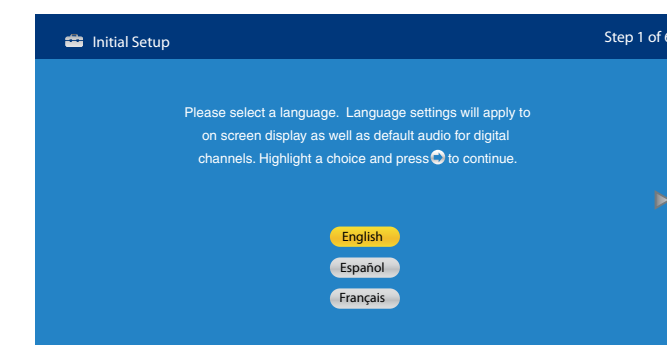 Initial Setup
Step 1 of 6
Please select a language. Language settings will apply to
on screen display as well as default audio for digital
channels. Highlight a choice and press to continue.
English
Español
Français